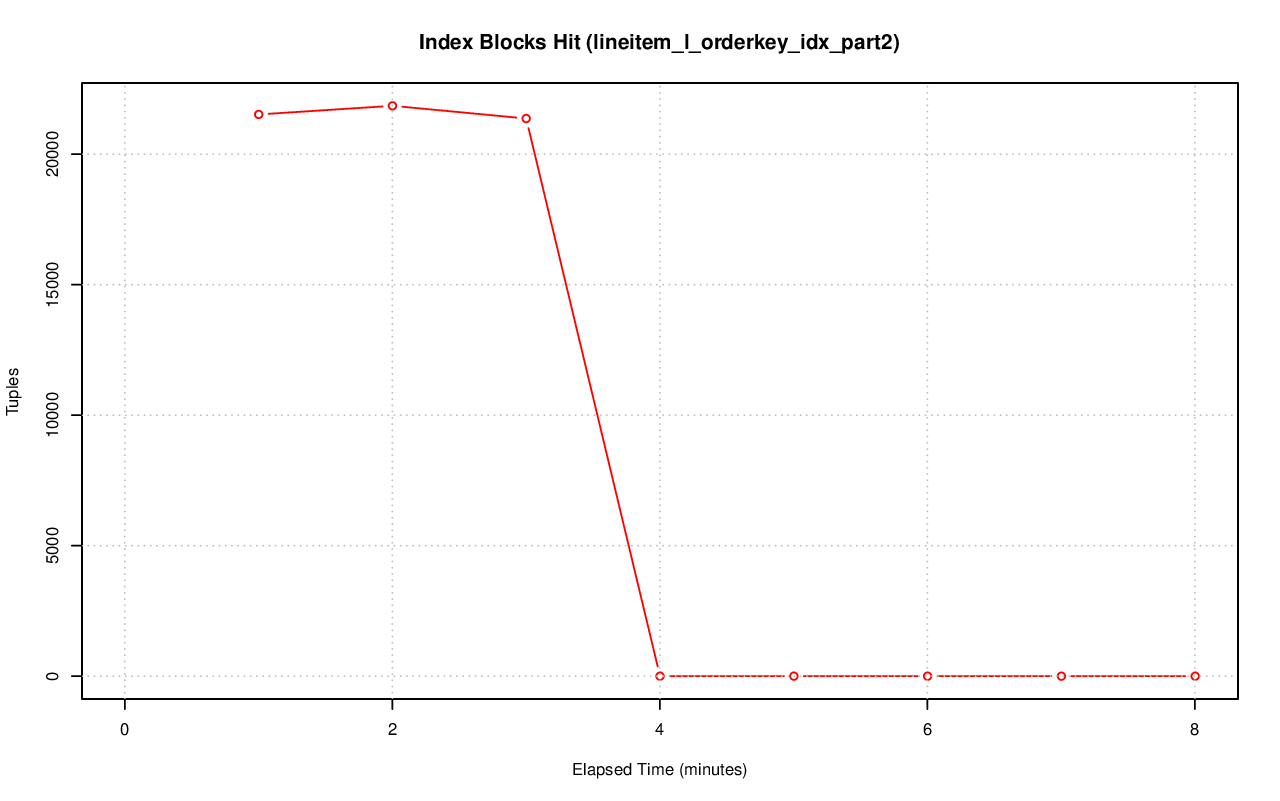 Index Blocks Hit (lineitem_l_orderkey_idx_part2)
Tuples
20000
15000
10000
5000
0
0 2 4 6 8
Elapsed Time (minutes)